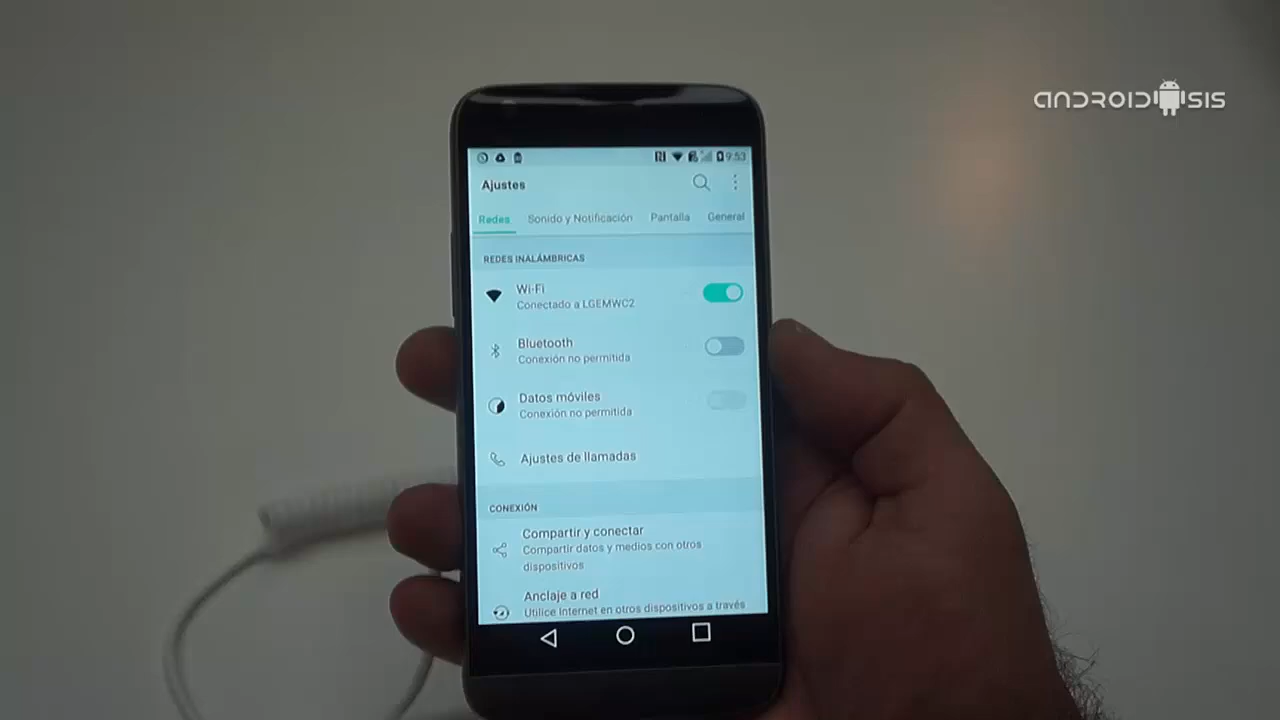 ANDROIDSIS
9:53
Ajustes
Redes Sonido y Notificación Pantalla General
REDES INALÁMBRICAS
Wi-Fi
Conectado a LGEMWC2
Bluetooth
Conexión no permitida
Datos móviles
Conexión no permitida
Ajustes de llamadas
CONEXIÓN
Compartir y conectar
Compartir datos y medios con otros
dispositivos
Anclaje a red
Utilice Internet en otros dispositivos a través